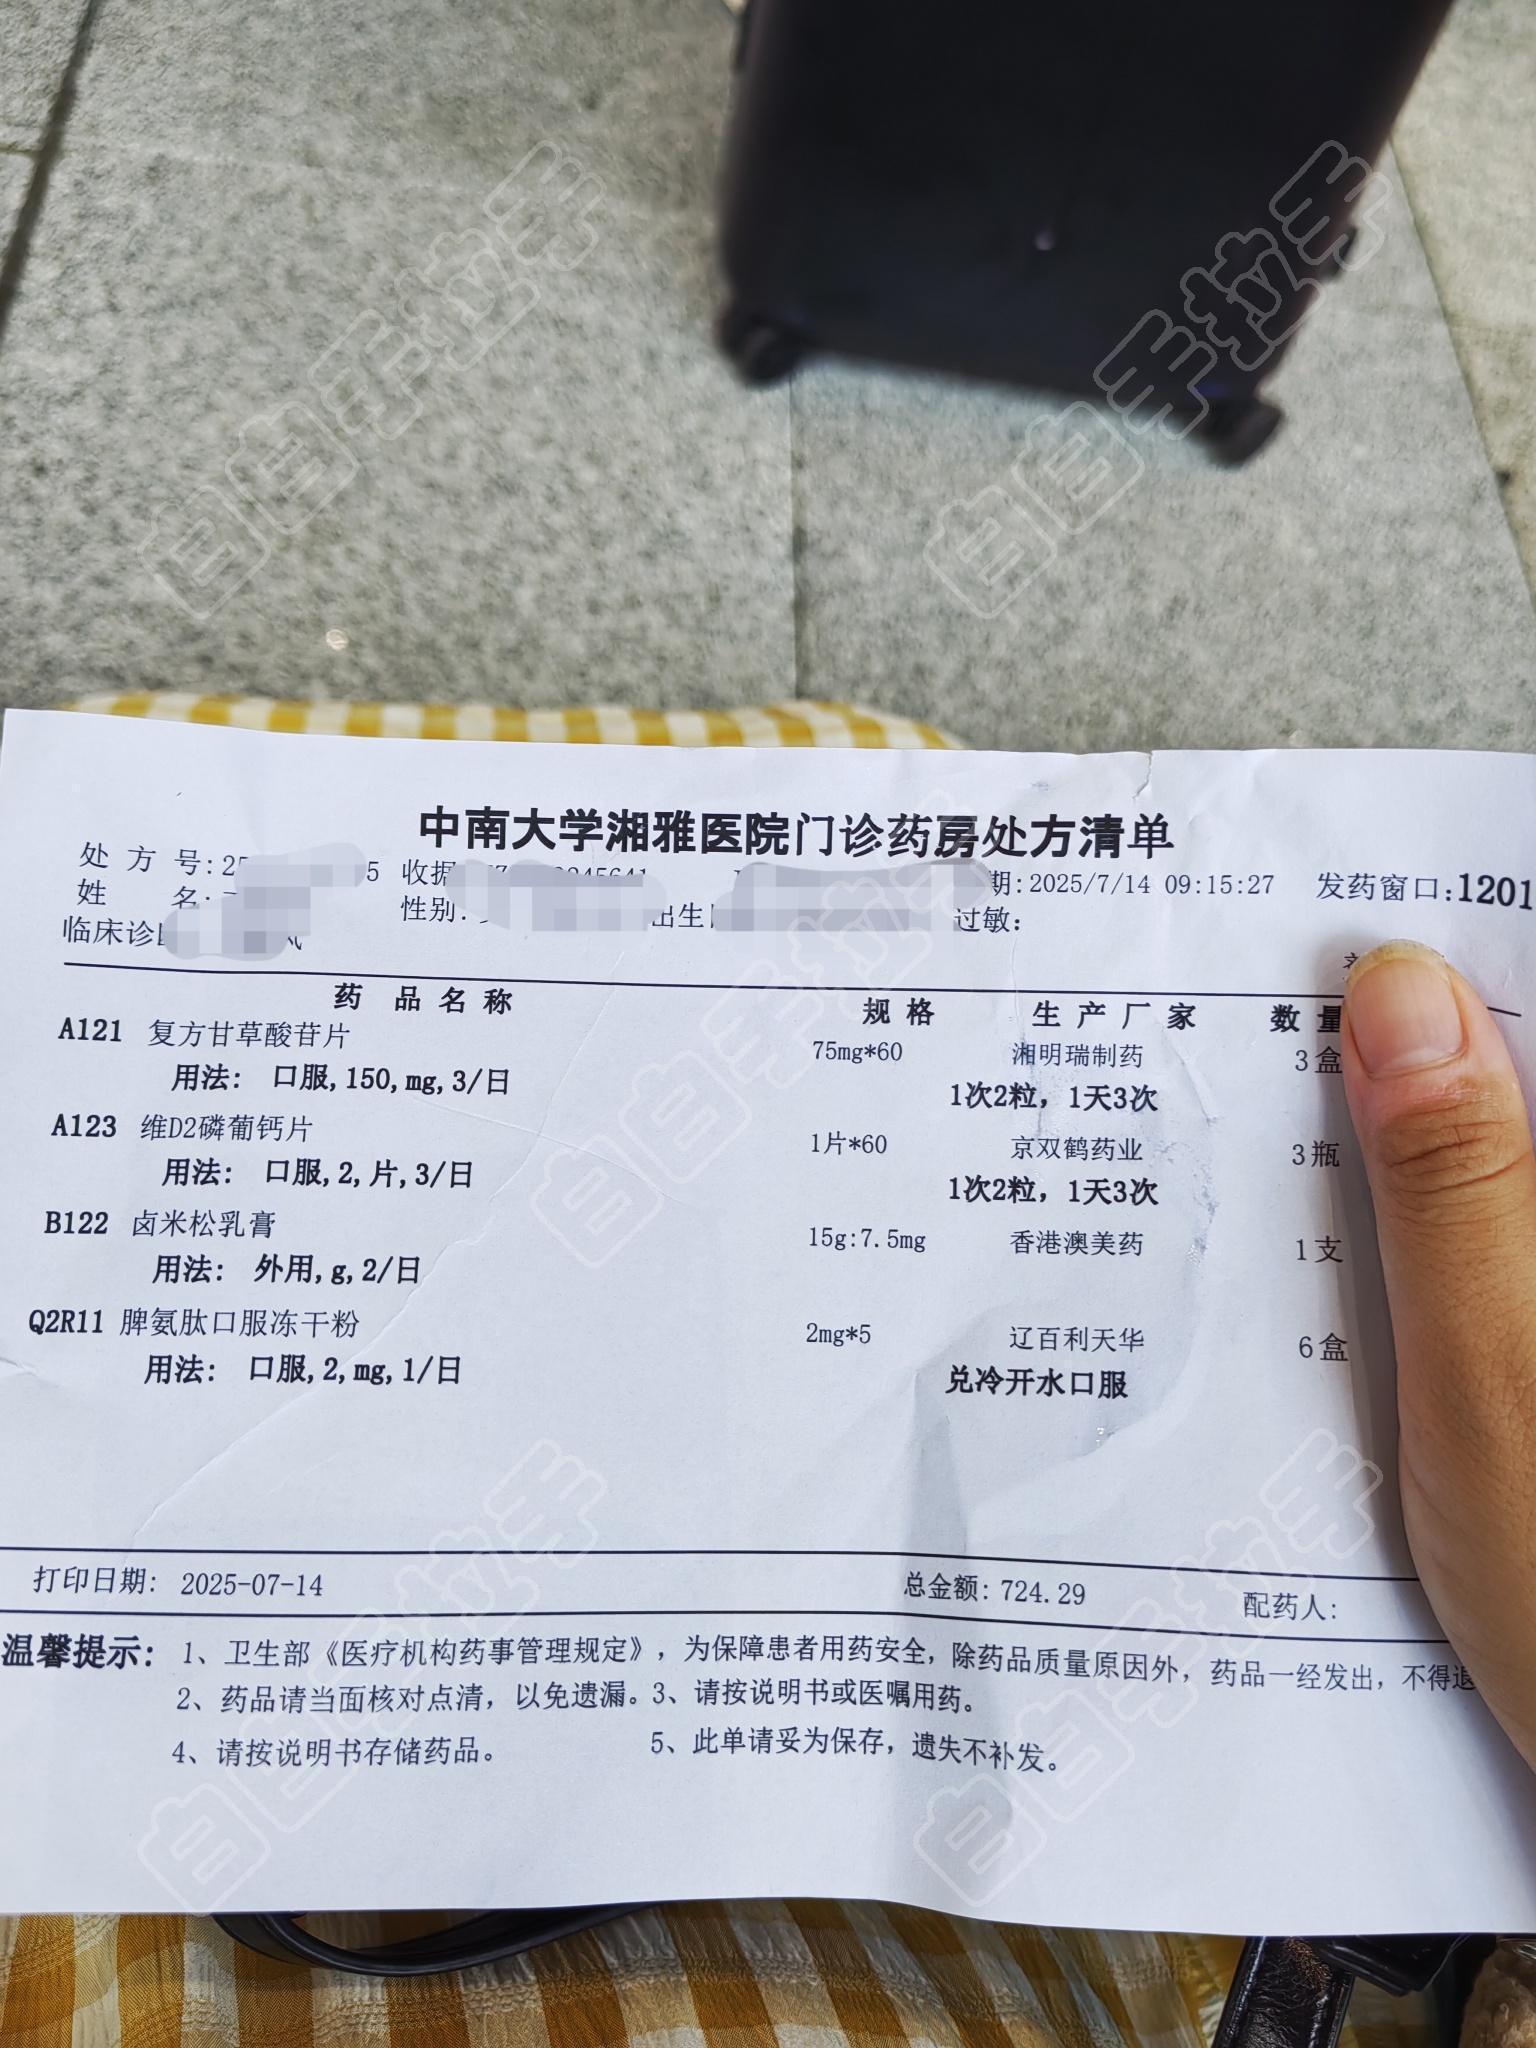 中南大学湘雅医院门诊药房处方清单
处 方 号:25 5 收据 期:2025/7/14 09:15:27 发药窗口:1201
姓 名: 性别: 出生 过敏:
临床诊
药 品 名 称 规 格 生 产 厂 家 数 量
A121 复方甘草酸苷片 75mg*60 湘明瑞制药 3盒
用法: 口服,150,mg,3/日 1次2粒，1天3次
A123 维D2磷葡钙片 1片*60 京双鹤药业 3瓶
用法: 口服,2,片,3/日 1次2粒，1天3次
B122 卤米松乳膏 15g:7.5mg 香港澳美药 1支
用法: 外用,g,2/日
Q2R11 脾氨肽口服冻干粉 2mg*5 辽百利天华 6盒
用法: 口服,2,mg,1/日 兑冷开水口服
打印日期: 2025-07-14 总金额: 724.29 配药人:
温馨提示: 1、卫生部《医疗机构药事管理规定》，为保障患者用药安全，除药品质量原因外，药品一经发出，不得退
2、药品请当面核对点清，以免遗漏。3、请按说明书或医嘱用药。
4、请按说明书存储药品。 5、此单请妥为保存，遗失不补发。